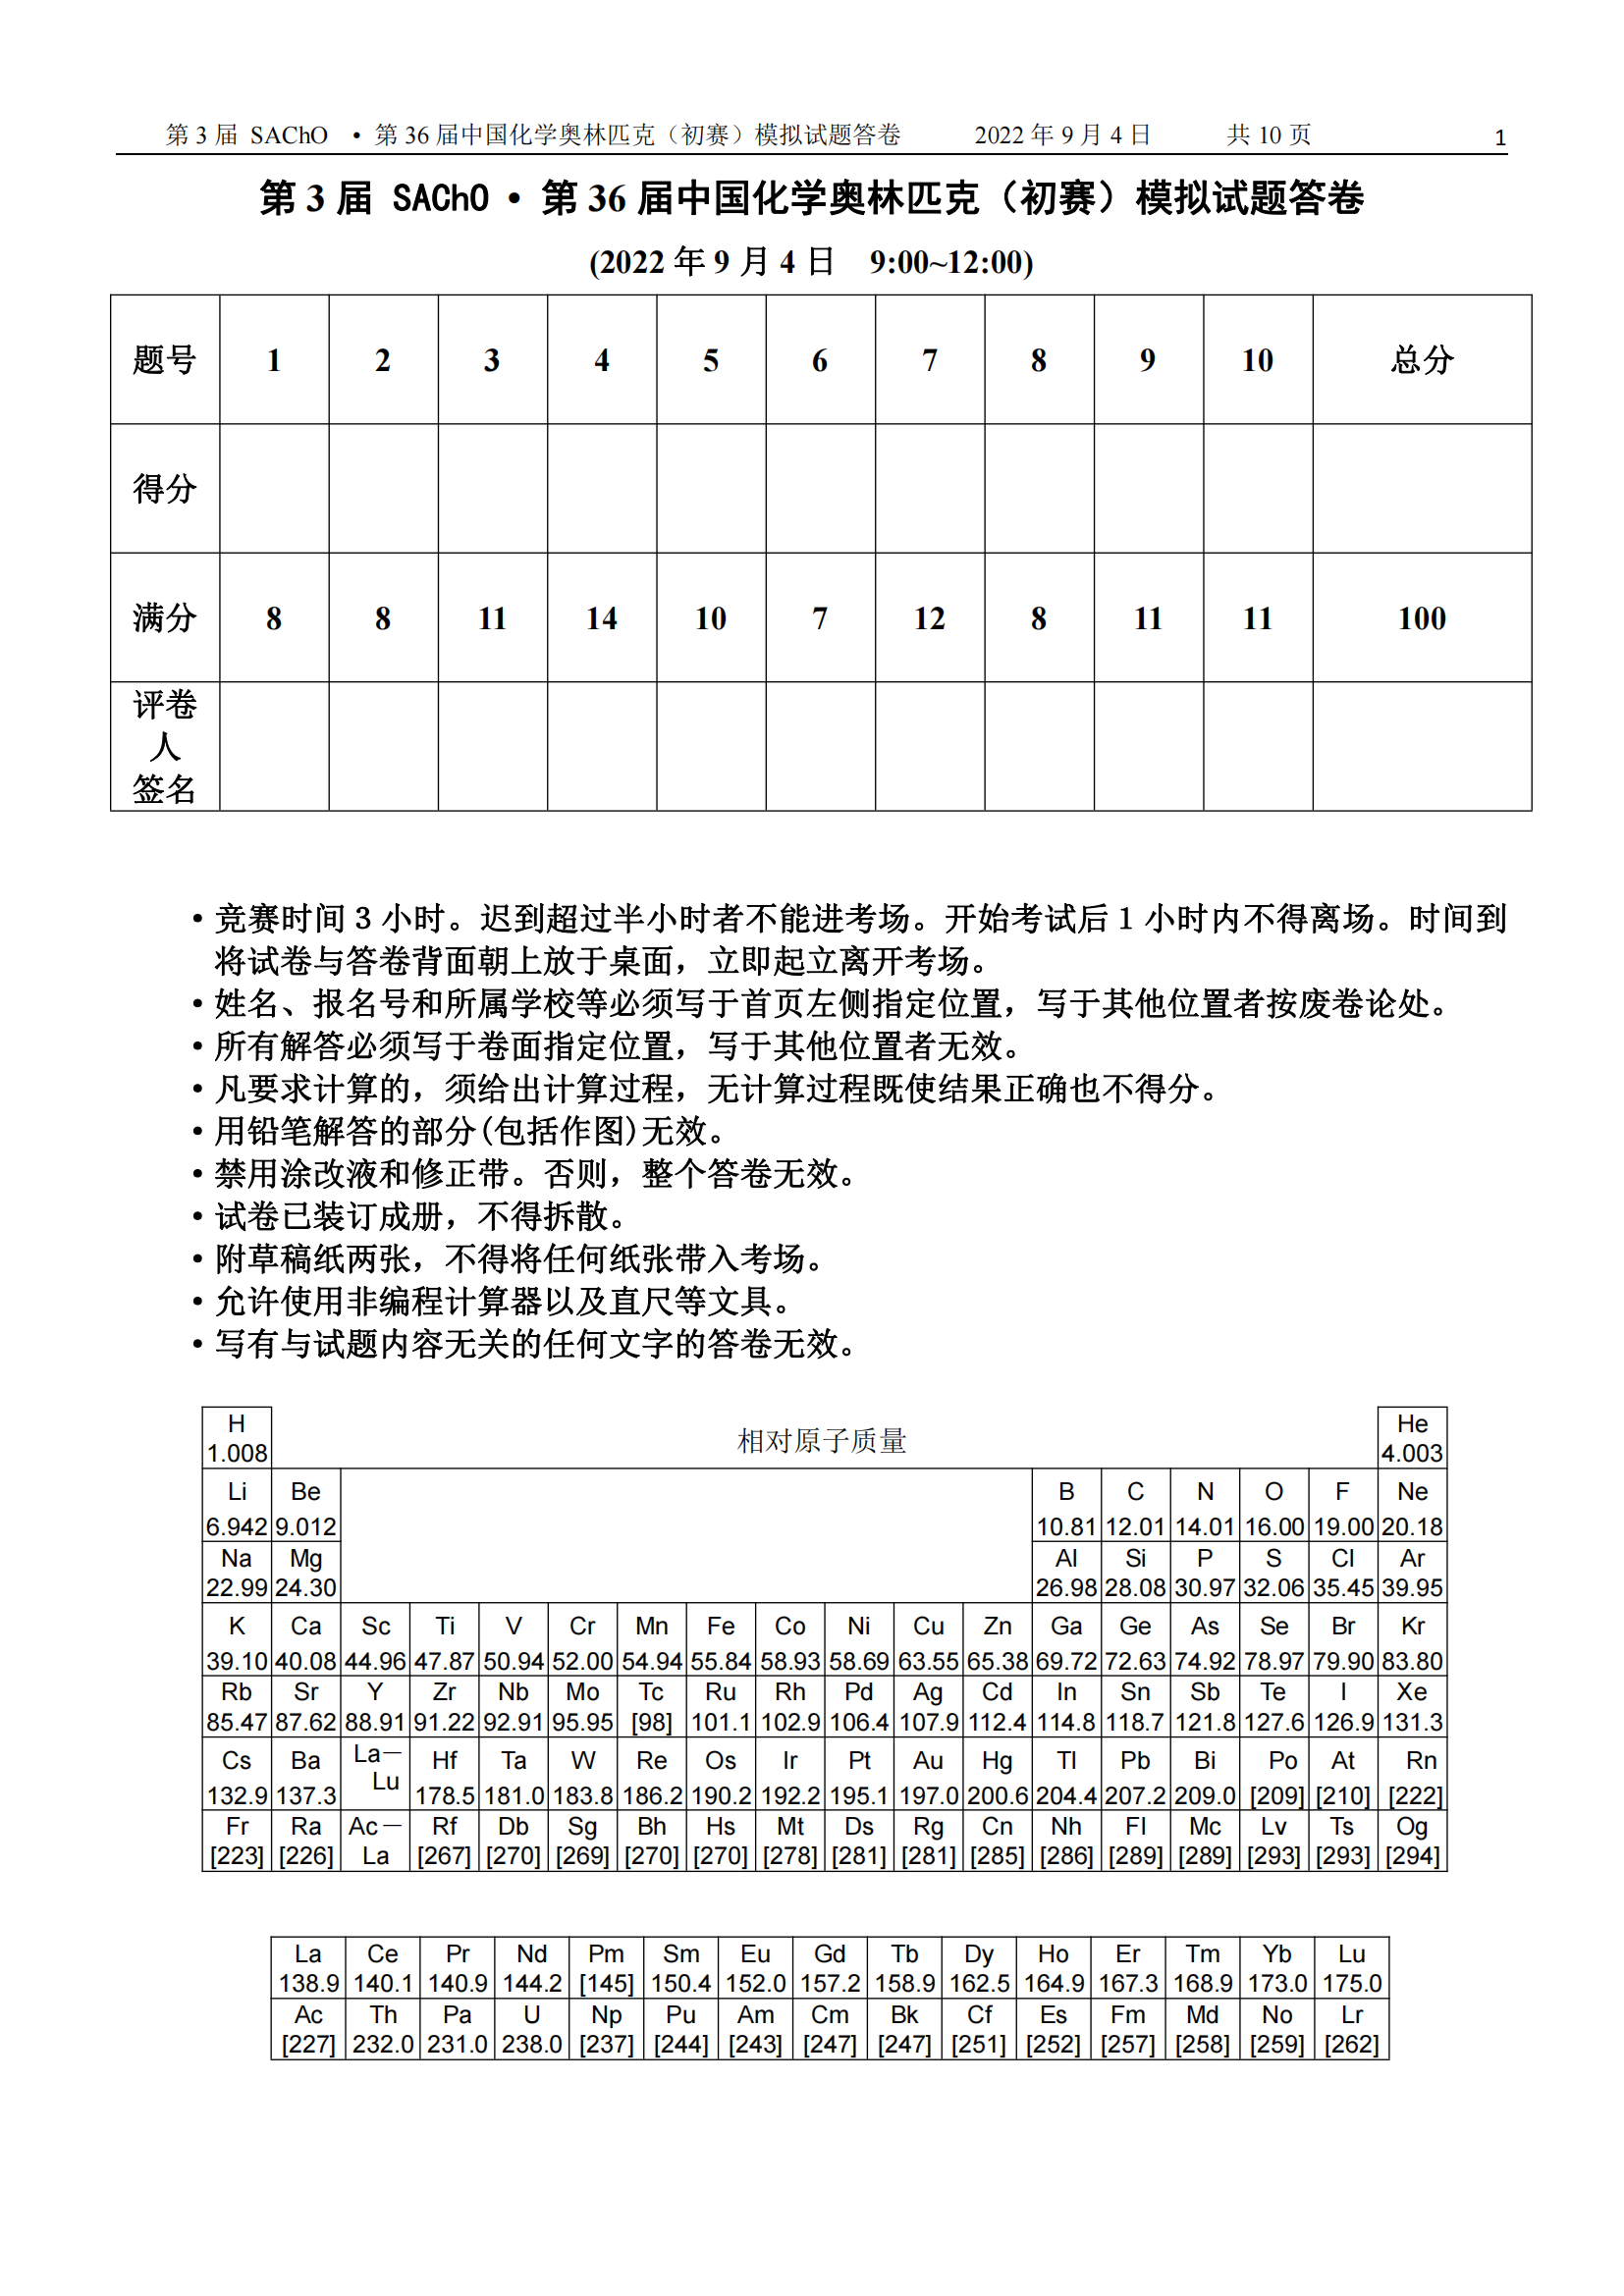 第 3 届 SAChO • 第 36 届中国化学奥林匹克（初赛）模拟试题答卷 2022 年 9 月 4 日 共 10 页 1
第 3 届 SAChO • 第 36 届中国化学奥林匹克（初赛）模拟试题答卷
(2022 年 9 月 4 日 9:00~12:00)
题号 1 2 3 4 5 6 7 8 9 10 总分
得分
满分 8 8 11 14 10 7 12 8 11 11 100
评卷
人
签名
• 竞赛时间 3 小时。迟到超过半小时者不能进考场。开始考试后 1 小时内不得离场。时间到
将试卷与答卷背面朝上放于桌面，立即起立离开考场。
• 姓名、报名号和所属学校等必须写于首页左侧指定位置，写于其他位置者按废卷论处。
• 所有解答必须写于卷面指定位置，写于其他位置者无效。
• 凡要求计算的，须给出计算过程，无计算过程既使结果正确也不得分。
• 用铅笔解答的部分(包括作图)无效。
• 禁用涂改液和修正带。否则，整个答卷无效。
• 试卷已装订成册，不得拆散。
• 附草稿纸两张，不得将任何纸张带入考场。
• 允许使用非编程计算器以及直尺等文具。
• 写有与试题内容无关的任何文字的答卷无效。
H 相对原子质量 He
1.008 4.003
Li Be B C N O F Ne
6.942 9.012 10.81 12.01 14.01 16.00 19.00 20.18
Na Mg Al Si P S Cl Ar
22.99 24.30 26.98 28.08 30.97 32.06 35.45 39.95
K Ca Sc Ti V Cr Mn Fe Co Ni Cu Zn Ga Ge As Se Br Kr
39.10 40.08 44.96 47.87 50.94 52.00 54.94 55.84 58.93 58.69 63.55 65.38 69.72 72.63 74.92 78.97 79.90 83.80
Rb Sr Y Zr Nb Mo Tc Ru Rh Pd Ag Cd In Sn Sb Te I Xe
85.47 87.62 88.91 91.22 92.91 95.95 [98] 101.1 102.9 106.4 107.9 112.4 114.8 118.7 121.8 127.6 126.9 131.3
Cs Ba La－ Hf Ta W Re Os Ir Pt Au Hg Tl Pb Bi Po At Rn
132.9 137.3 Lu 178.5 181.0 183.8 186.2 190.2 192.2 195.1 197.0 200.6 204.4 207.2 209.0 [209] [210] [222]
Fr Ra Ac－ Rf Db Sg Bh Hs Mt Ds Rg Cn Nh Fl Mc Lv Ts Og
[223] [226] La [267] [270] [269] [270] [270] [278] [281] [281] [285] [286] [289] [289] [293] [293] [294]
La Ce Pr Nd Pm Sm Eu Gd Tb Dy Ho Er Tm Yb Lu
138.9 140.1 140.9 144.2 [145] 150.4 152.0 157.2 158.9 162.5 164.9 167.3 168.9 173.0 175.0
Ac Th Pa U Np Pu Am Cm Bk Cf Es Fm Md No Lr
[227] 232.0 231.0 238.0 [237] [244] [243] [247] [247] [251] [252] [257] [258] [259] [262]